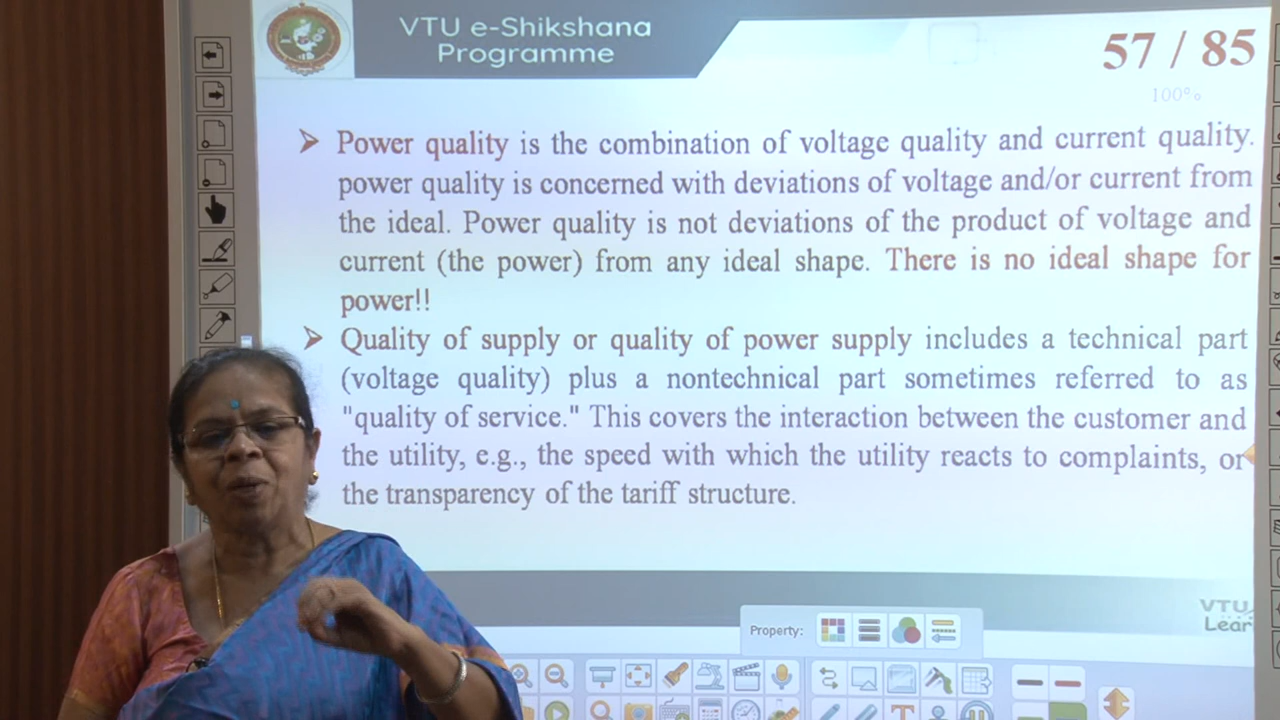 VTU e-Shikshana
Programme
57 / 85
100%
Power quality is the combination of voltage quality and current quality.
power quality is concerned with deviations of voltage and/or current from
the ideal. Power quality is not deviations of the product of voltage and
current (the power) from any ideal shape. There is no ideal shape for
power!!
Quality of supply or quality of power supply includes a technical part
(voltage quality) plus a nontechnical part sometimes referred to as
"quality of service." This covers the interaction between the customer and
the utility, e.g., the speed with which the utility reacts to complaints, or
the transparency of the tariff structure.
VTU
Lear
Property: